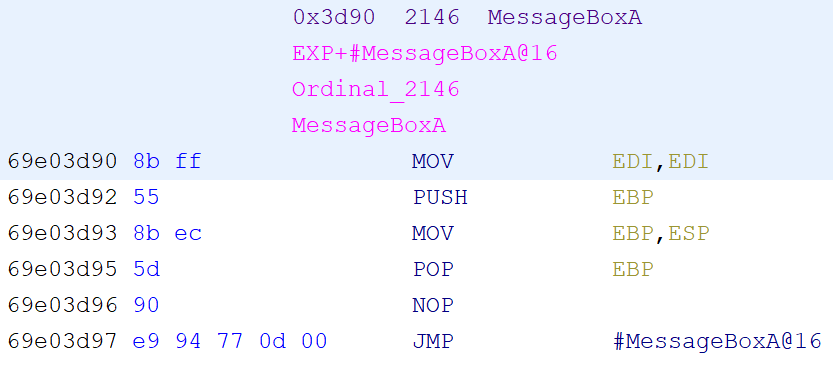 0x3d90 2146 MessageBoxA
EXP+#MessageBoxA@16
Ordinal_2146
MessageBoxA
69e03d90 8b ff MOV EDI,EDI
69e03d92 55 PUSH EBP
69e03d93 8b ec MOV EBP,ESP
69e03d95 5d POP EBP
69e03d96 90 NOP
69e03d97 e9 94 77 0d 00 JMP #MessageBoxA@16